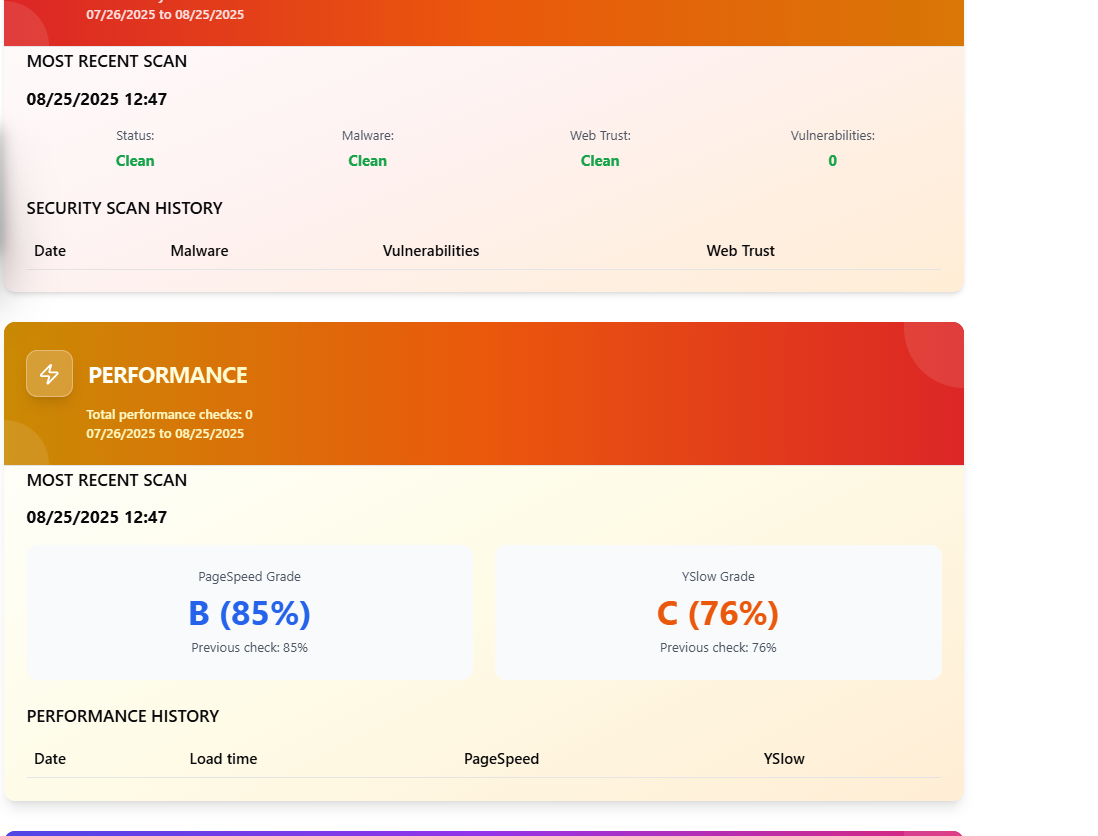 07/26/2025 to 08/25/2025
MOST RECENT SCAN
08/25/2025 12:47
Status: Malware: Web Trust: Vulnerabilities:
Clean Clean Clean 0
SECURITY SCAN HISTORY
Date Malware Vulnerabilities Web Trust
PERFORMANCE
Total performance checks: 0
07/26/2025 to 08/25/2025
MOST RECENT SCAN
08/25/2025 12:47
PageSpeed Grade YSlow Grade
B (85%) C (76%)
Previous check: 85% Previous check: 76%
PERFORMANCE HISTORY
Date Load time PageSpeed YSlow